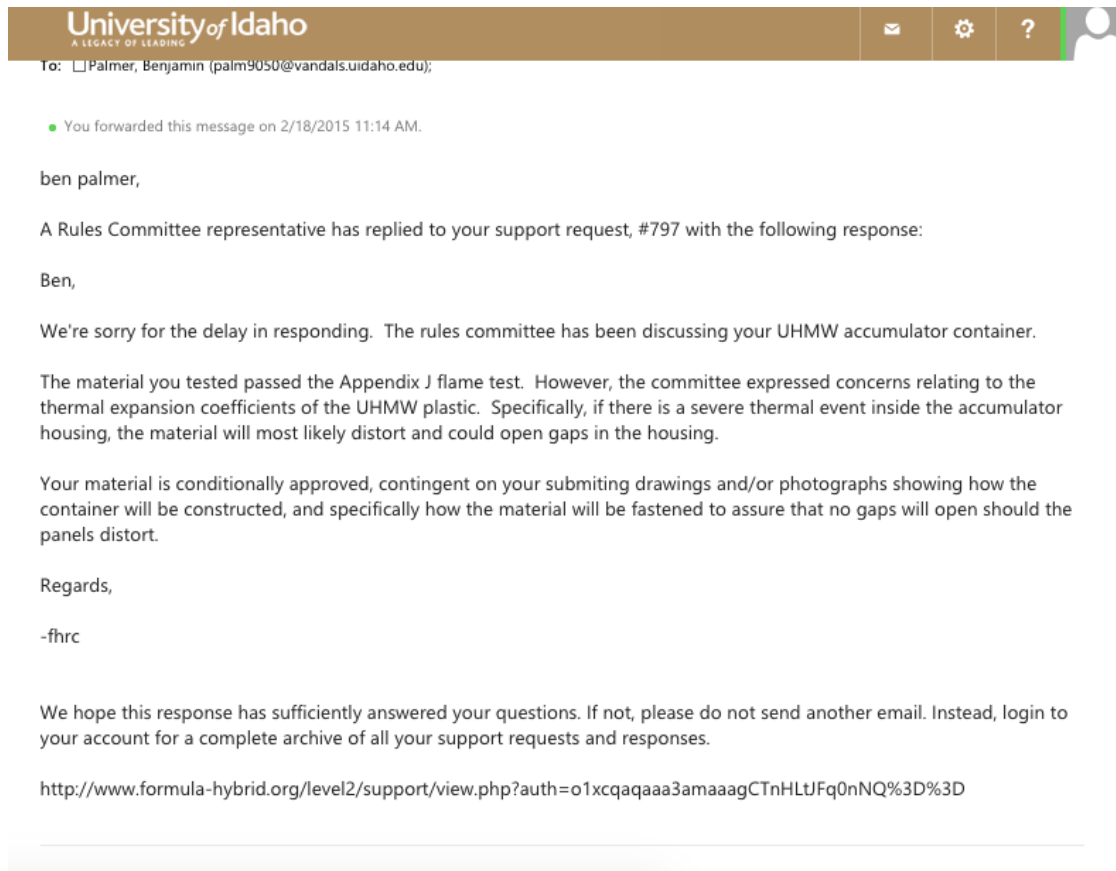 University of Idaho
A LEGACY OF LEADING
?
To: Palmer, Benjamin (palm9050@vandals.uidaho.edu);
You forwarded this message on 2/18/2015 11:14 AM.
ben palmer,
A Rules Committee representative has replied to your support request, #797 with the following response:
Ben,
We're sorry for the delay in responding.  The rules committee has been discussing your UHMW accumulator container.
The material you tested passed the Appendix J flame test.  However, the committee expressed concerns relating to the
thermal expansion coefficients of the UHMW plastic.  Specifically, if there is a severe thermal event inside the accumulator
housing, the material will most likely distort and could open gaps in the housing.
Your material is conditionally approved, contingent on your submiting drawings and/or photographs showing how the
container will be constructed, and specifically how the material will be fastened to assure that no gaps will open should the
panels distort.
Regards,
-fhrc
We hope this response has sufficiently answered your questions. If not, please do not send another email. Instead, login to
your account for a complete archive of all your support requests and responses.
http://www.formula-hybrid.org/level2/support/view.php?auth=o1xcqaqaaa3amaaagCTnHLtJFq0nNQ%3D%3D